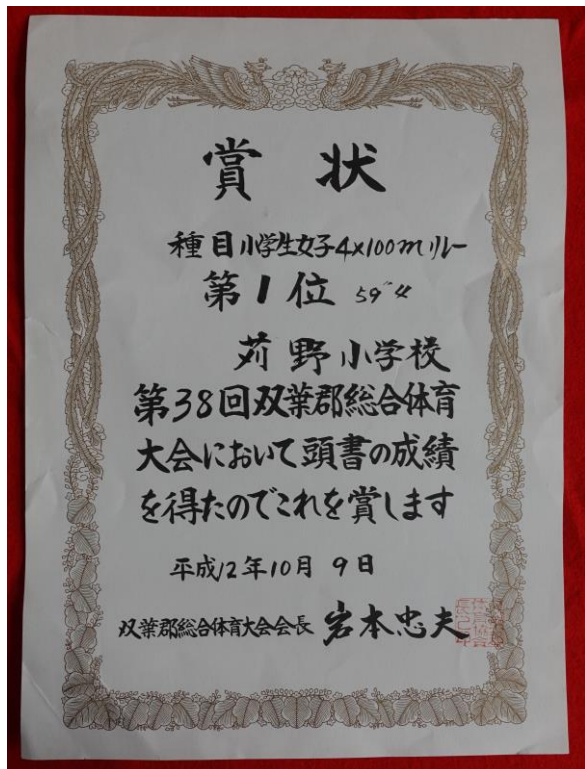 賞状
種目小学生女子4×100mリレー
第1位 59"4
苅野小学校
第38回双葉郡総合体育
大会において頭書の成績
を得たのでこれを賞します
平成12年10月9日
双葉郡総合体育大会会長 岩本忠夫